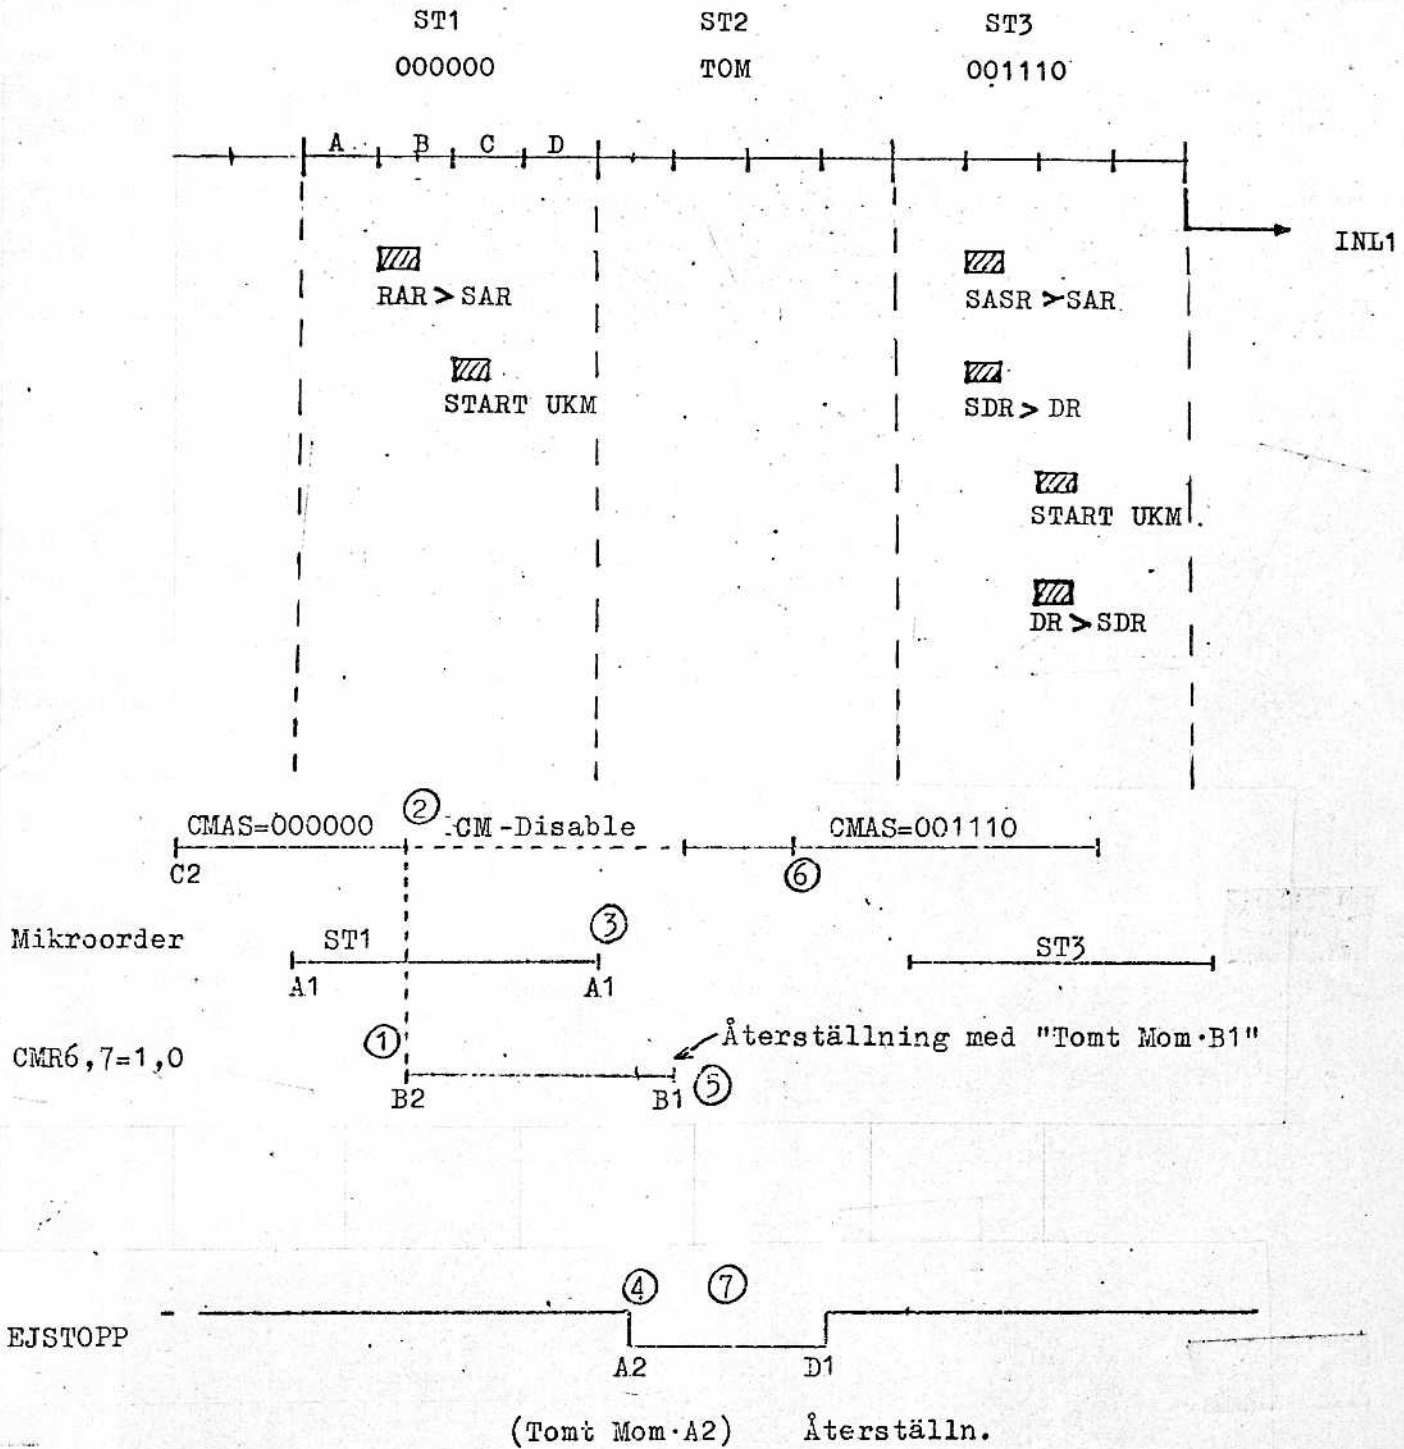 ST1 ST2 ST3
000000 TOM 001110
A B C D
INL1
RAR > SAR SASR > SAR
START UKM SDR > DR
START UKM
DR > SDR
② 
CMAS=000000 CM-Disable CMAS=001110
C2 ⑥
③
Mikroorder ST1 ST3
A1 A1
① Återställning med "Tomt Mom·B1"
CMR6,7=1,0
B2 B1 ⑤
④ ⑦
EJSTOPP
A2 D1
(Tomt Mom·A2) Återställn.